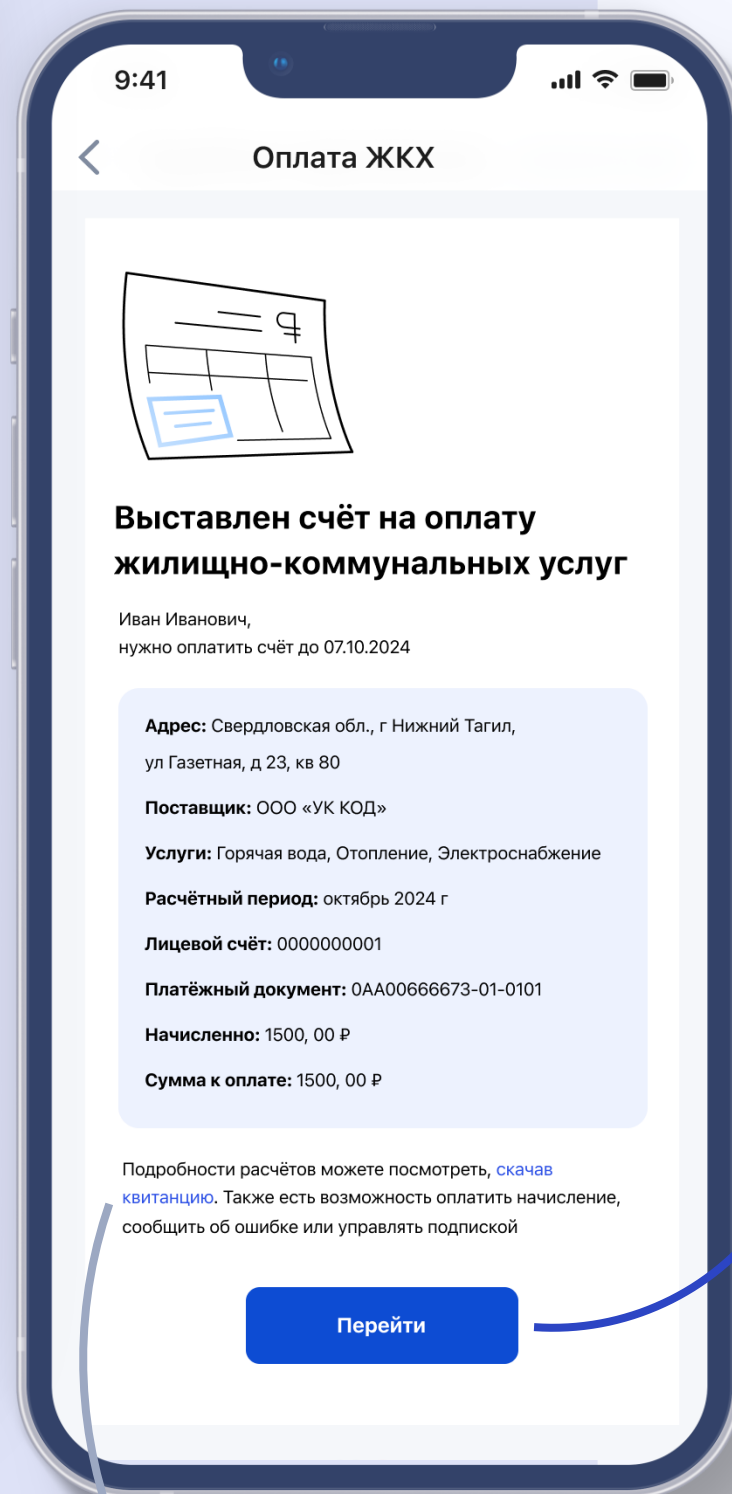 9:41
Оплата ЖКХ
Выставлен счёт на оплату
жилищно-коммунальных услуг
Иван Иванович,
нужно оплатить счёт до 07.10.2024
Адрес: Свердловская обл., г Нижний Тагил,
ул Газетная, д 23, кв 80
Поставщик: ООО «УК КОД»
Услуги: Горячая вода, Отопление, Электроснабжение
Расчётный период: октябрь 2024 г
Лицевой счёт: 0000000001
Платёжный документ: 0АА00666673-01-0101
Начисленно: 1500, 00 ₽
Сумма к оплате: 1500, 00 ₽
Подробности расчётов можете посмотреть, скачав
квитанцию. Также есть возможность оплатить начисление,
сообщить об ошибке или управлять подпиской
Перейти